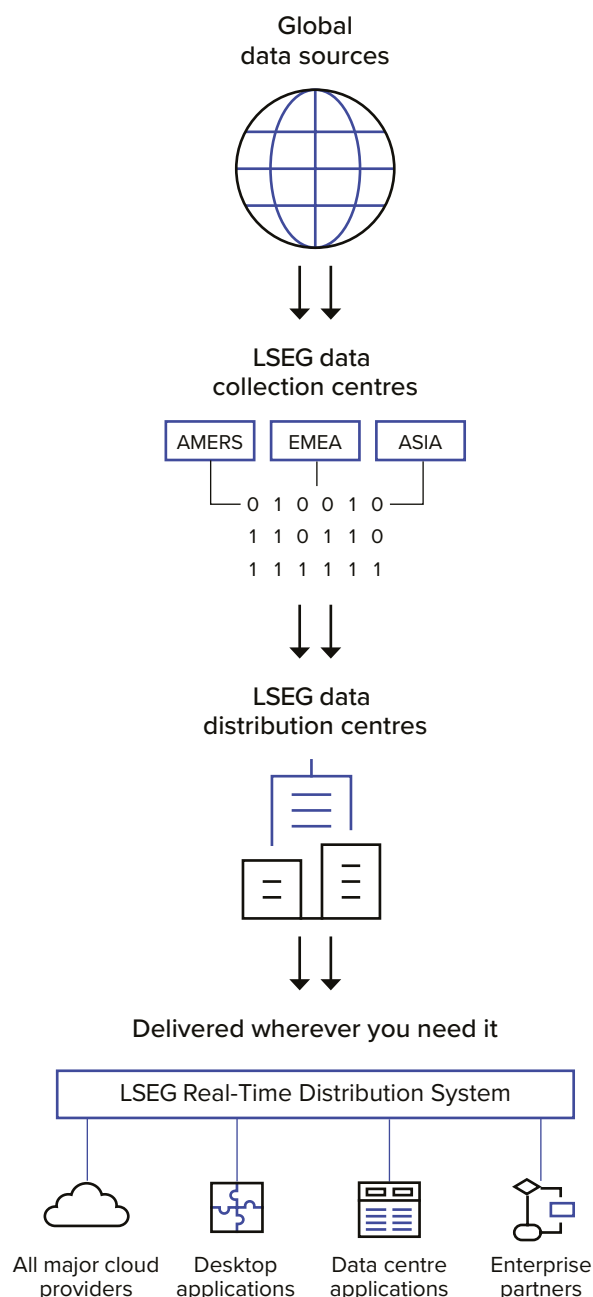 Global
data sources
LSEG data
collection centres
AMERS EMEA ASIA
0 1 0 0 1 0
1 1 0 1 1 0
1 1 1 1 1 1
LSEG data
distribution centres
Delivered wherever you need it
LSEG Real-Time Distribution System
All major cloud
providers
Desktop
applications
Data centre
applications
Enterprise
partners